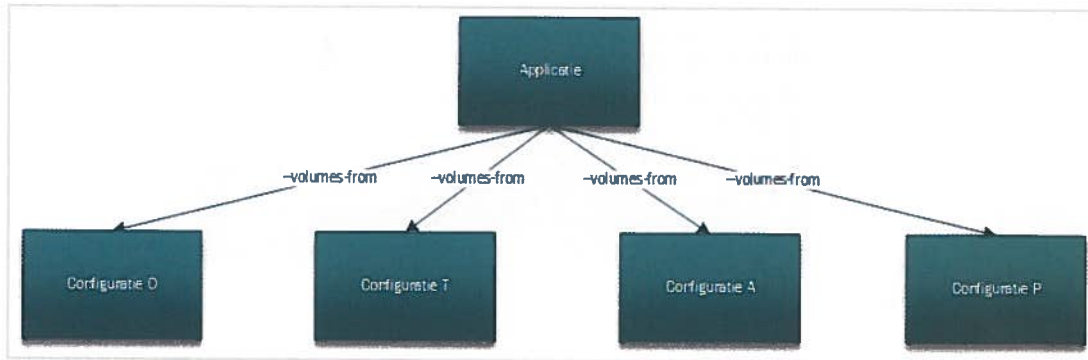 Applicatie
--volumes-from
--volumes-from
--volumes-from
--volumes-from
Configuratie O
Configuratie T
Configuratie A
Configuratie P